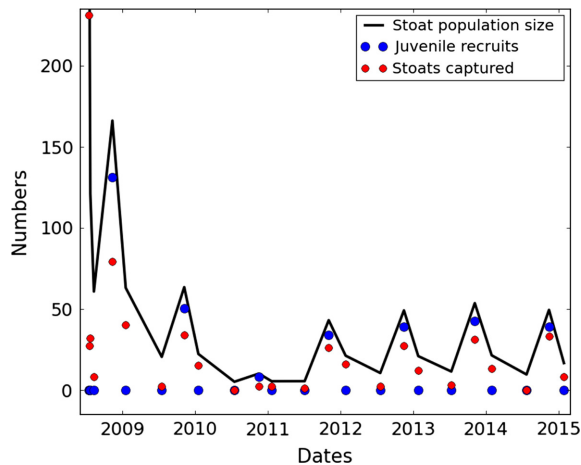 Stoat population size
Juvenile recruits
Stoats captured
Numbers
200
150
100
50
0
2009 2010 2011 2012 2013 2014 2015
Dates